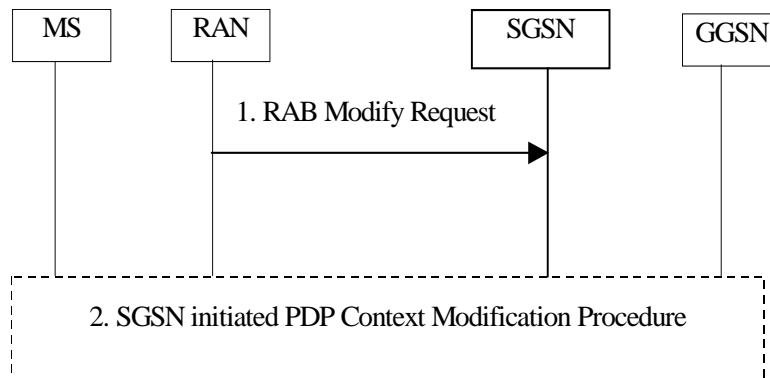 MS RAN SGSN GGSN
1. RAB Modify Request
2. SGSN initiated PDP Context Modification Procedure